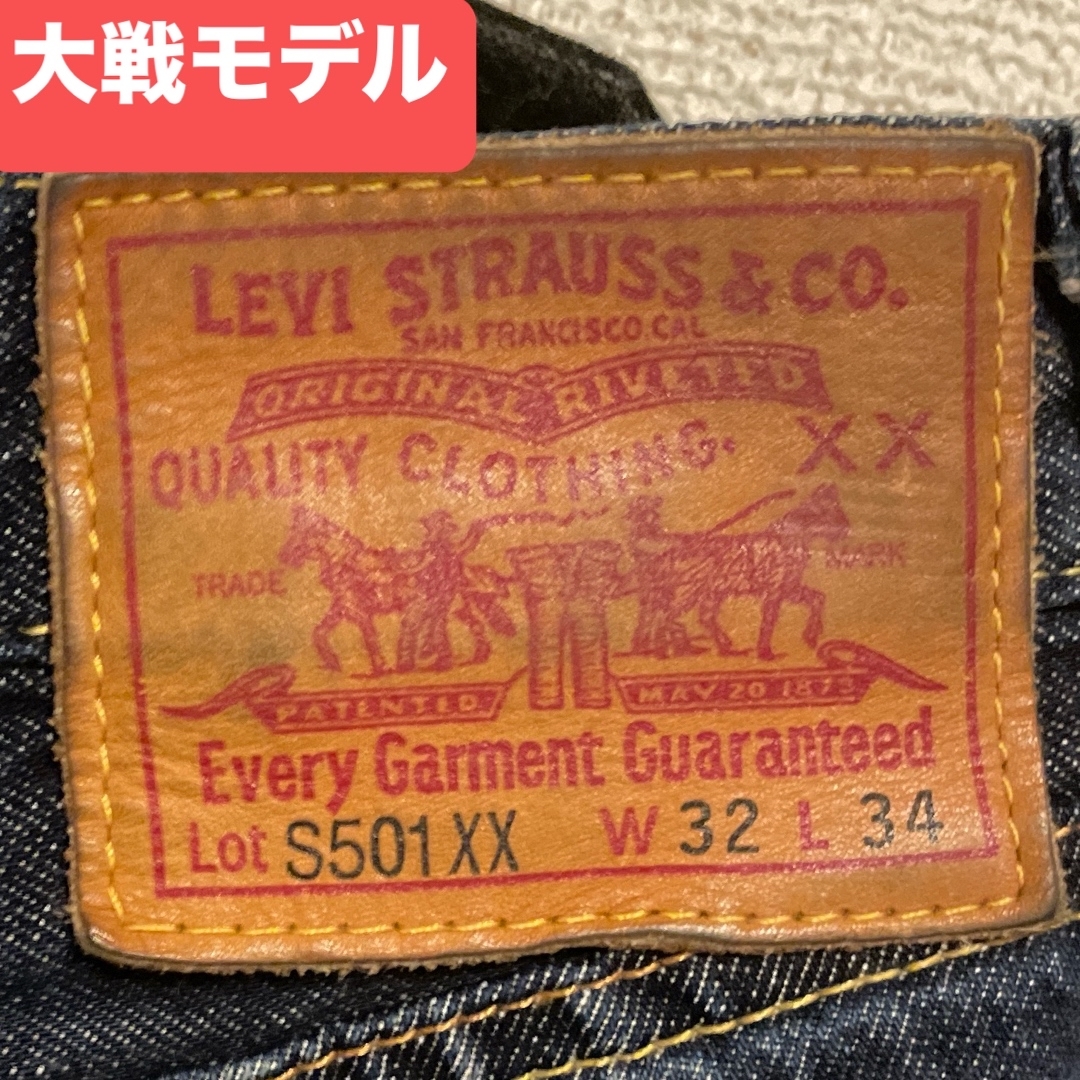 大戦モデル
LEVI STRAUSS & CO.
SAN FRANCISCO.CAL
ORIGINAL RIVETED
QUALITY CLOTHING. XX
TRADE MARK
PATENTED MAY 20 1873
Every Garment Guaranteed
Lot S501XX W 32 L 34